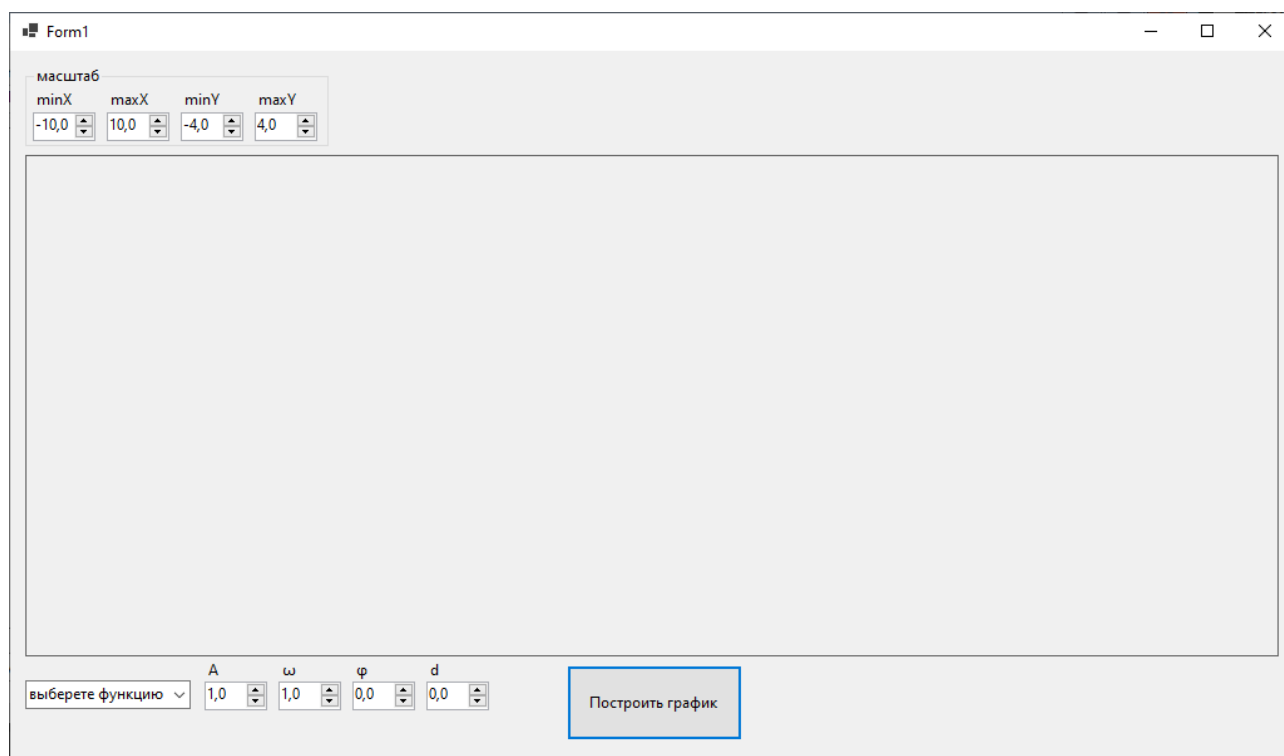 Form1
масштаб
minX maxX minY maxY
-10,0 10,0 -4,0 4,0
A ω φ d
выберете функцию 1,0 1,0 0,0 0,0
Построить график